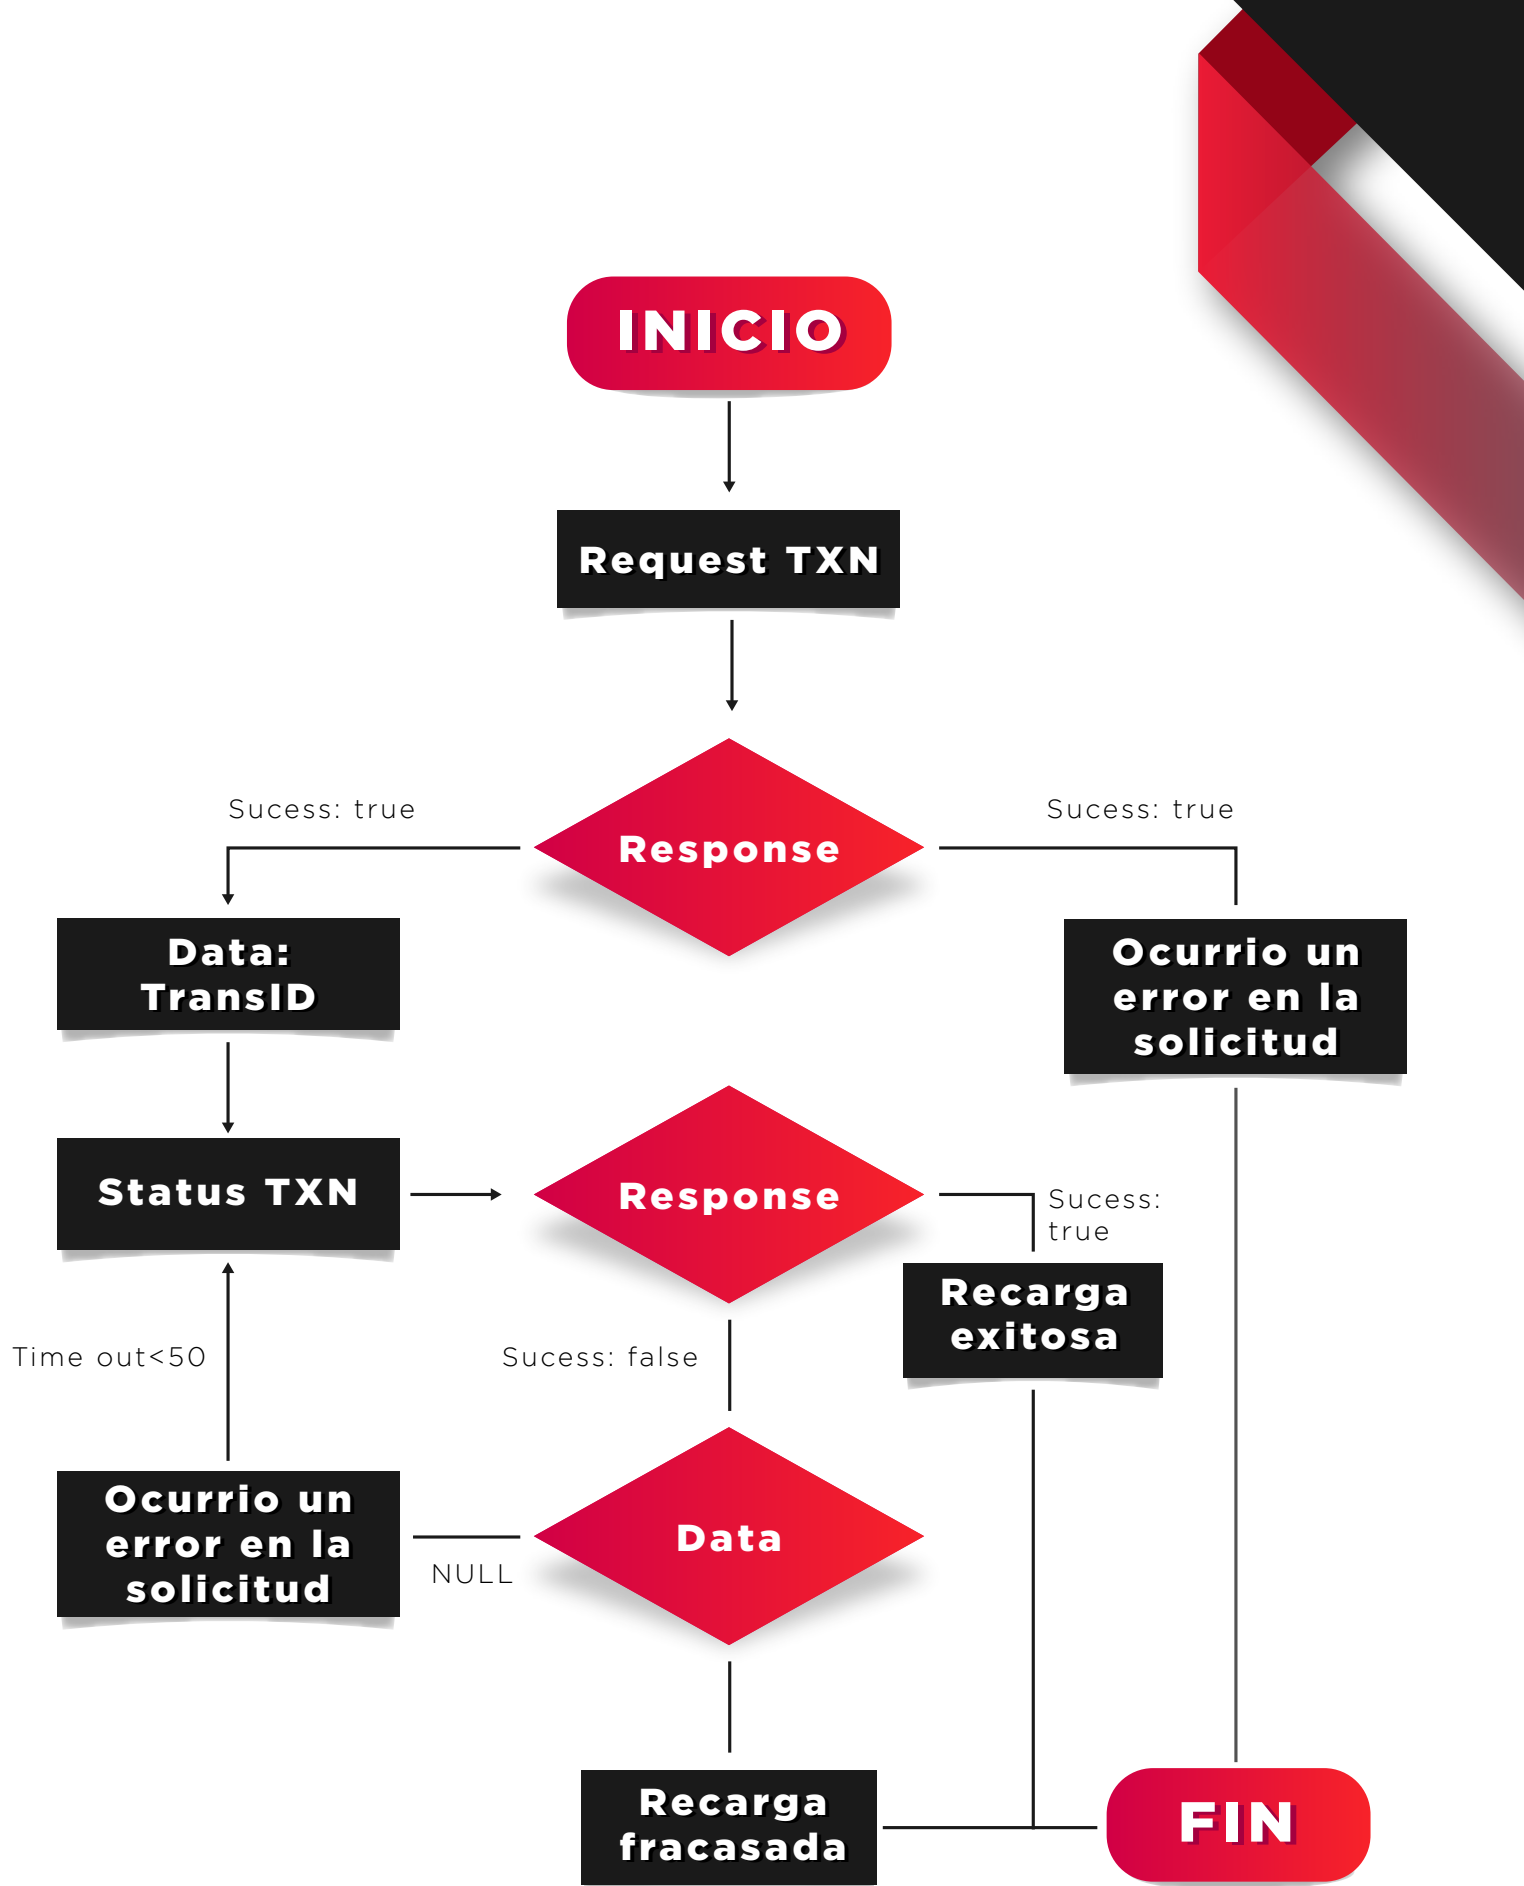 INICIO
Request TXN
Sucess: true
Sucess: true
Response
Data:
TransID
Ocurrio un
error en la
solicitud
Status TXN
Response
Sucess:
true
Recarga
exitosa
Time out<50
Sucess: false
Ocurrio un
error en la
solicitud
NULL
Data
Recarga
fracasada
FIN